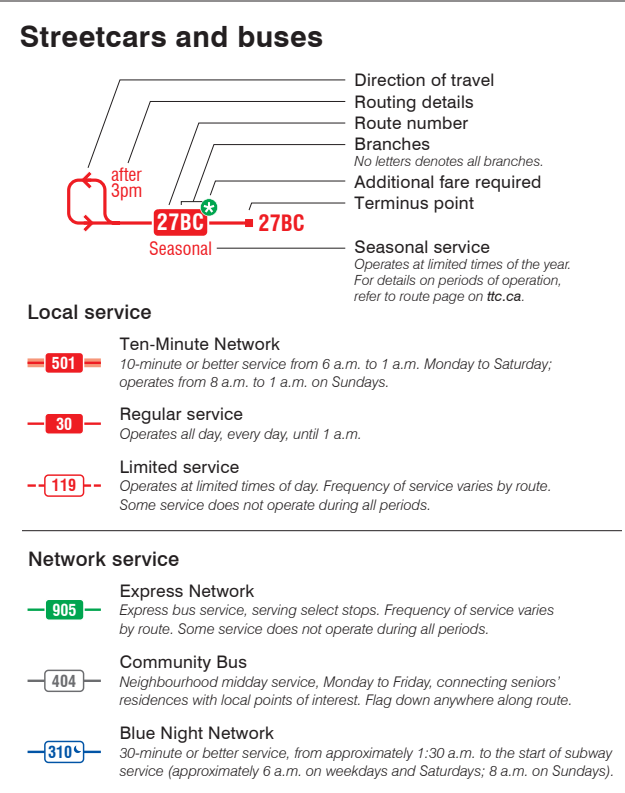 Streetcars and buses
Direction of travel
Routing details
Route number
Branches
No letters denotes all branches.
Additional fare required
Terminus point
after
3pm
27BC
*
27BC
Seasonal
Seasonal service
Operates at limited times of the year.
For details on periods of operation,
refer to route page on ttc.ca.
Local service
Ten-Minute Network
501
10-minute or better service from 6 a.m. to 1 a.m. Monday to Saturday;
operates from 8 a.m. to 1 a.m. on Sundays.
Regular service
30
Operates all day, every day, until 1 a.m.
Limited service
119
Operates at limited times of day. Frequency of service varies by route.
Some service does not operate during all periods.
Network service
Express Network
905
Express bus service, serving select stops. Frequency of service varies
by route. Some service does not operate during all periods.
Community Bus
404
Neighbourhood midday service, Monday to Friday, connecting seniors'
residences with local points of interest. Flag down anywhere along route.
Blue Night Network
310
30-minute or better service, from approximately 1:30 a.m. to the start of subway
service (approximately 6 a.m. on weekdays and Saturdays; 8 a.m. on Sundays).